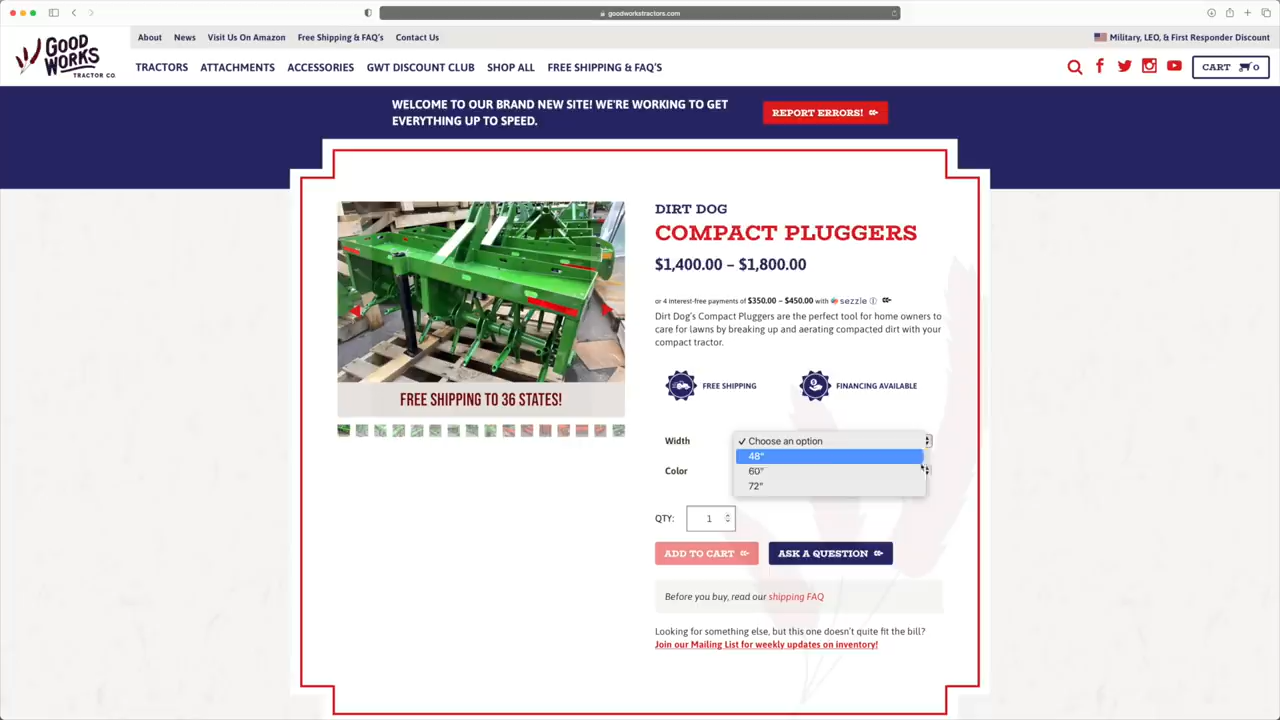 goodworkstractors.com
About News Visit Us On Amazon Free Shipping & FAQ's Contact Us
Military, LEO, & First Responder Discount
GOOD
WORKS
TRACTOR CO.
TRACTORS ATTACHMENTS ACCESSORIES GWT DISCOUNT CLUB SHOP ALL FREE SHIPPING & FAQ'S
CART 0
WELCOME TO OUR BRAND NEW SITE! WE'RE WORKING TO GET
EVERYTHING UP TO SPEED.
REPORT ERRORS!
DIRT DOG
COMPACT PLUGGERS
$1,400.00 – $1,800.00
or 4 interest-free payments of $350.00 – $450.00 with sezzle
Dirt Dog's Compact Pluggers are the perfect tool for home owners to
care for lawns by breaking up and aerating compacted dirt with your
compact tractor.
FREE SHIPPING FINANCING AVAILABLE
FREE SHIPPING TO 36 STATES!
Width ✓ Choose an option
48"
Color 60"
72"
QTY: 1
ADD TO CART ASK A QUESTION
Before you buy, read our shipping FAQ
Looking for something else, but this one doesn't quite fit the bill?
Join our Mailing List for weekly updates on inventory!